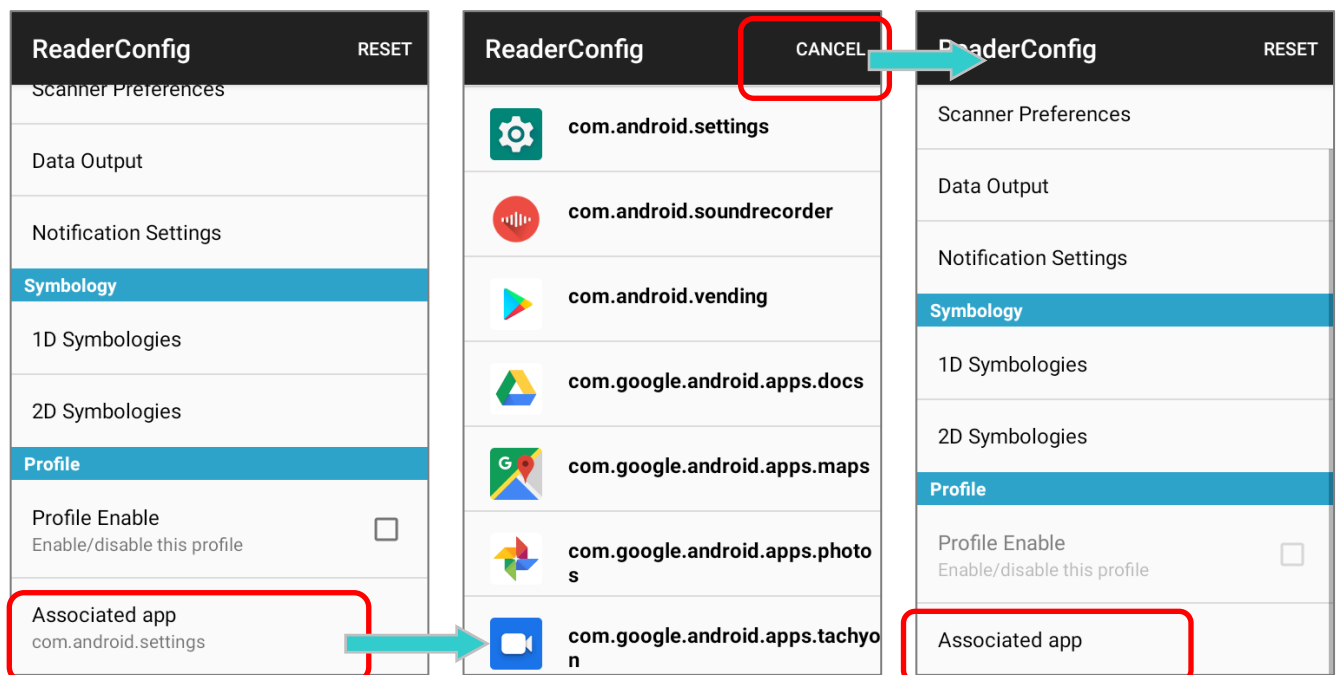 ReaderConfig RESET
Scanner Preferences
Data Output
Notification Settings
Symbology
1D Symbologies
2D Symbologies
Profile
Profile Enable
Enable/disable this profile
Associated app
com.android.settings
ReaderConfig CANCEL
com.android.settings
com.android.soundrecorder
com.android.vending
com.google.android.apps.docs
com.google.android.apps.maps
com.google.android.apps.photo
s
com.google.android.apps.tachyo
n
ReaderConfig RESET
Scanner Preferences
Data Output
Notification Settings
Symbology
1D Symbologies
2D Symbologies
Profile
Profile Enable
Enable/disable this profile
Associated app